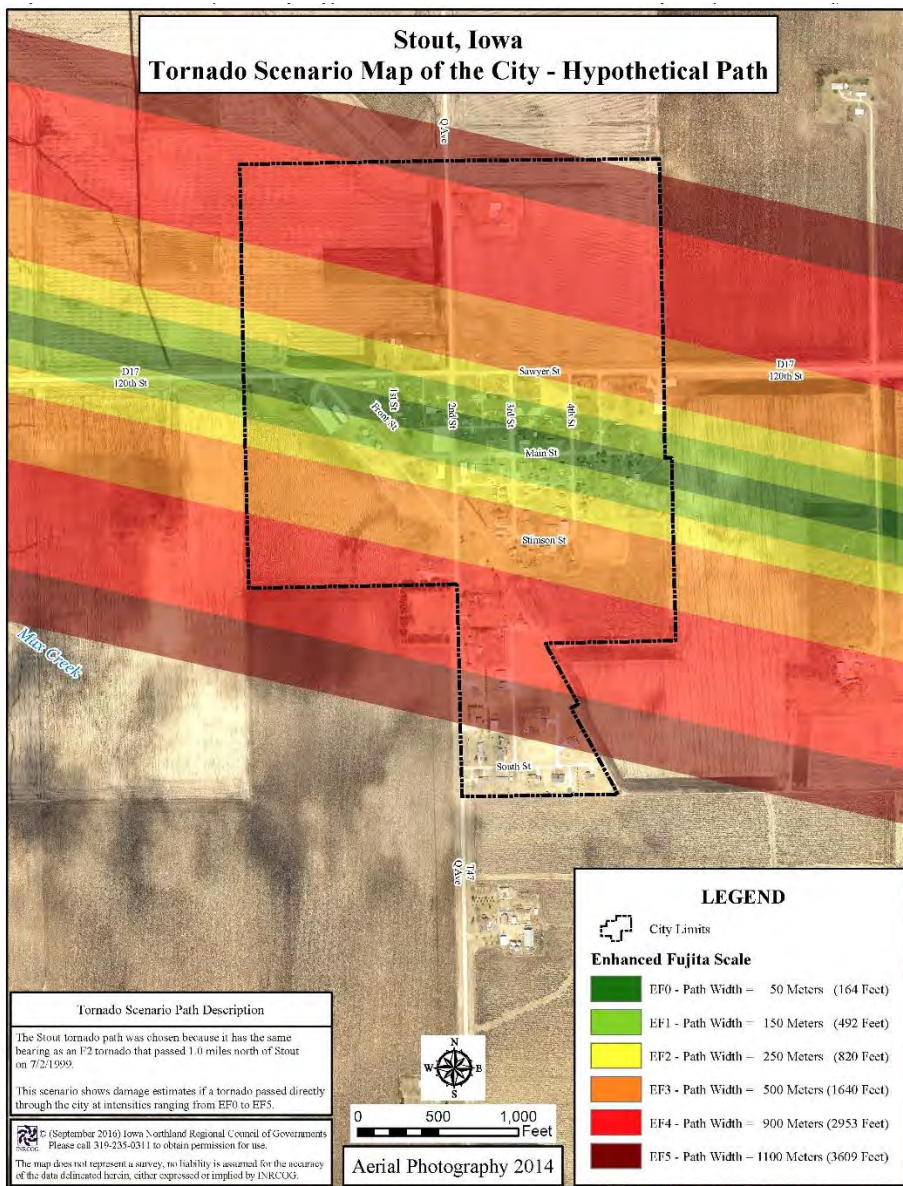 Stout, Iowa
Tornado Scenario Map of the City - Hypothetical Path
Q Ave
D17
120th St
Sawyer St
D17
120th St
1st St
Front St
2nd St
3rd St
4th St
Main St
Stimson St
Max Creek
South St
T47
Q Ave
LEGEND
City Limits
Enhanced Fujita Scale
EF0 - Path Width = 50 Meters (164 Feet)
EF1 - Path Width = 150 Meters (492 Feet)
EF2 - Path Width = 250 Meters (820 Feet)
EF3 - Path Width = 500 Meters (1640 Feet)
EF4 - Path Width = 900 Meters (2953 Feet)
EF5 - Path Width = 1100 Meters (3609 Feet)
Tornado Scenario Path Description
The Stout tornado path was chosen because it has the same
bearing as an F2 tornado that passed 1.0 miles north of Stout
on 7/2/1999.
This scenario shows damage estimates if a tornado passed directly
through the city at intensities ranging from EF0 to EF5.
N
W E
S
0 500 1,000
Feet
INRCOG
© (September 2016) Iowa Northland Regional Council of Governments
Please call 319-235-0311 to obtain permission for use.
The map does not represent a survey, no liability is assumed for the accuracy
of the data delineated herein, either expressed or implied by INRCOG.
Aerial Photography 2014